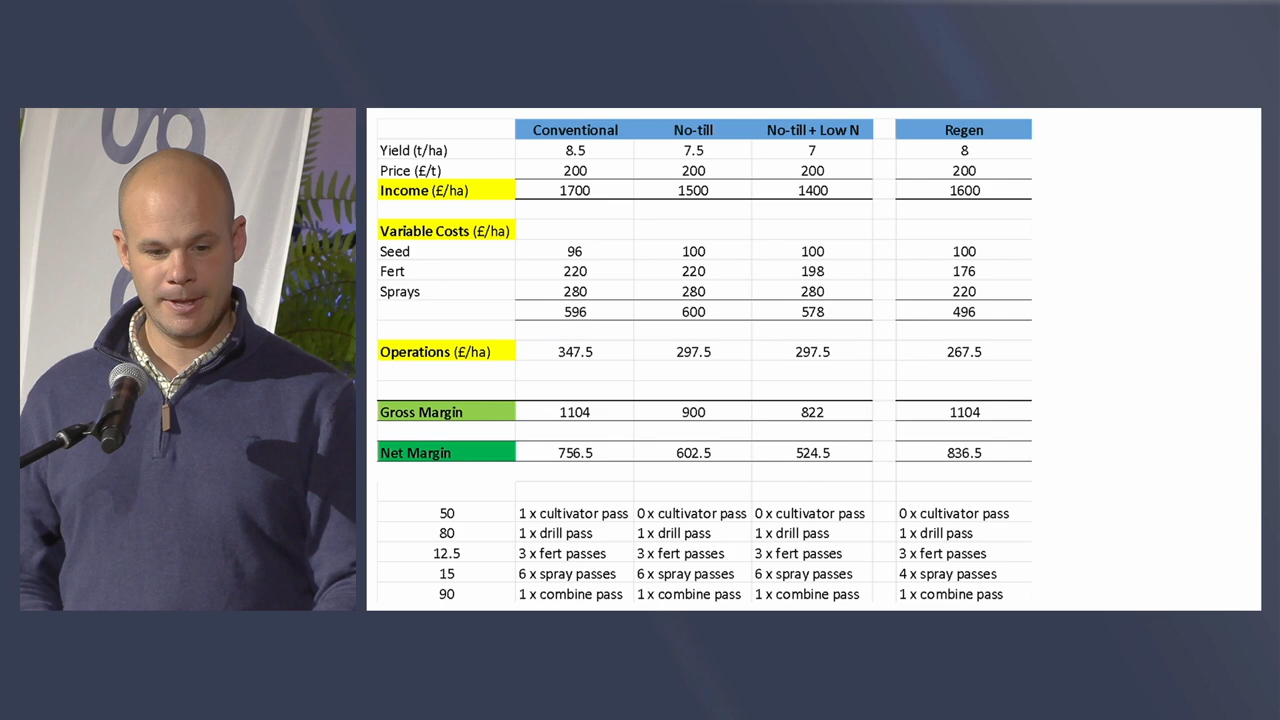 Conventional No-till No-till + Low N Regen
Yield (t/ha) 8.5 7.5 7 8
Price (£/t) 200 200 200 200
Income (£/ha) 1700 1500 1400 1600
Variable Costs (£/ha)
Seed 96 100 100 100
Fert 220 220 198 176
Sprays 280 280 280 220
596 600 578 496
Operations (£/ha) 347.5 297.5 297.5 267.5
Gross Margin 1104 900 822 1104
Net Margin 756.5 602.5 524.5 836.5
50 1 x cultivator pass 0 x cultivator pass 0 x cultivator pass 0 x cultivator pass
80 1 x drill pass 1 x drill pass 1 x drill pass 1 x drill pass
12.5 3 x fert passes 3 x fert passes 3 x fert passes 3 x fert passes
15 6 x spray passes 6 x spray passes 6 x spray passes 4 x spray passes
90 1 x combine pass 1 x combine pass 1 x combine pass 1 x combine pass